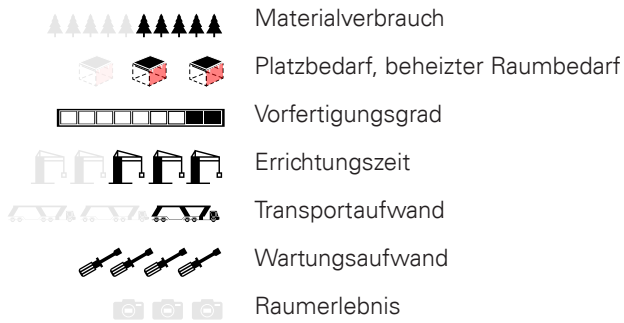 Materialverbrauch
Platzbedarf, beheizter Raumbedarf
Vorfertigungsgrad
Errichtungszeit
Transportaufwand
Wartungsaufwand
Raumerlebnis